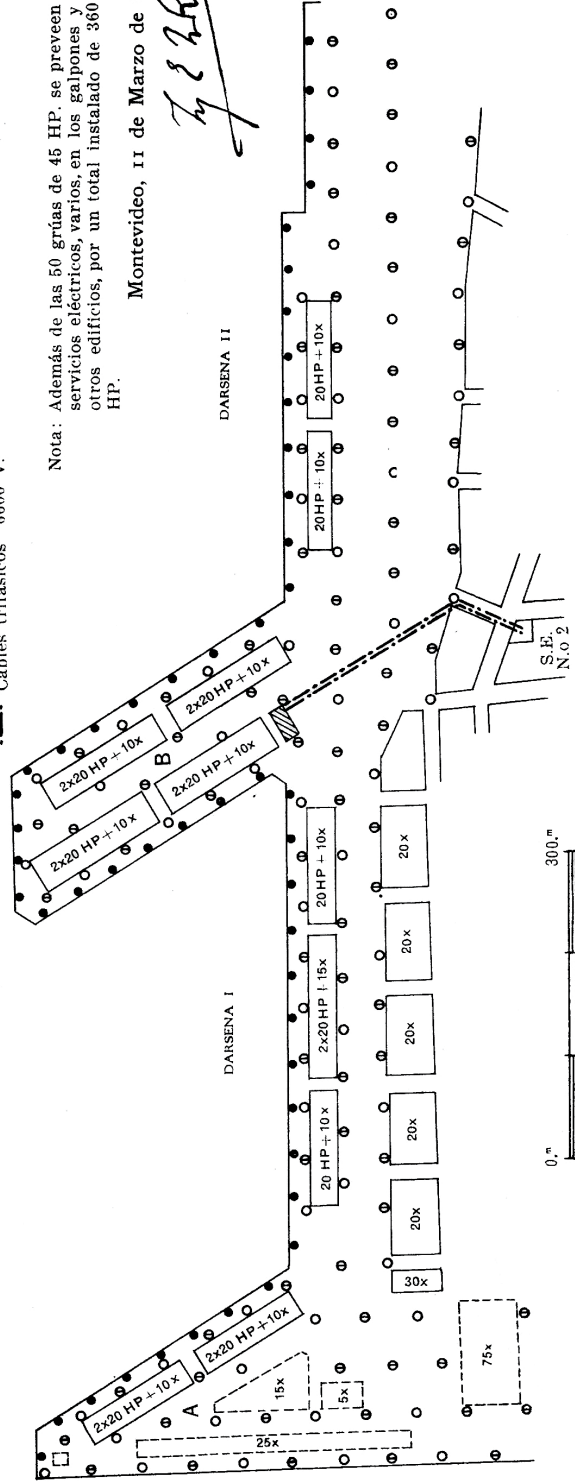 Cables trifásicos 6000 V.
Nota: Además de las 50 grúas de 45 HP. se preveen
servicios eléctricos, varios, en los galpones y
otros edificios, por un total instalado de 360
HP.
Montevideo, 11 de Marzo de
DARSENA II
DARSENA I
2x20 HP+10x
2x20 HP+10x
B
2x20 HP+10x
2x20 HP+10x
20HP+10x
20HP+10x
20 HP+10x
2x20 HP+15x
20 HP+10x
2x20 HP+10x
2x20 HP+10x
A
15x
5x
25x
75x
30x
20x
20x
20x
20x
20x
S.E.
N.o 2
0.m
300.m